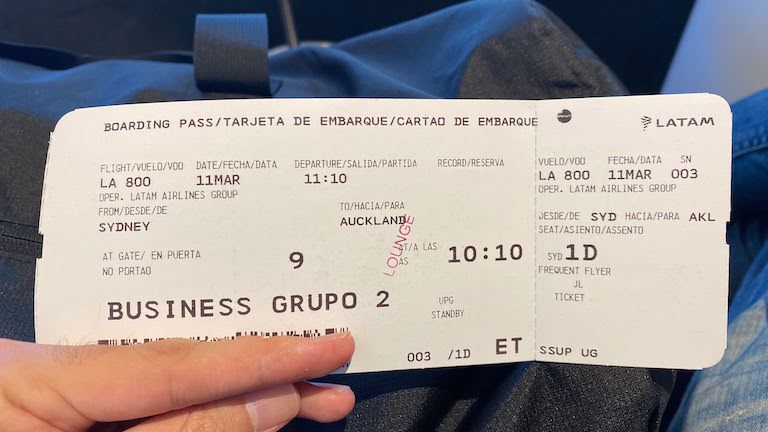 BOARDING PASS/TARJETA DE EMBARQUE/CARTAO DE EMBARQUE
LATAM
FLIGHT/VUELO/VOO DATE/FECHA/DATA DEPARTURE/SALIDA/PARTIDA RECORD/RESERVA
LA 800 11MAR 11:10
OPER. LATAM AIRLINES GROUP
FROM/DESDE/DE TO/HACIA/PARA
SYDNEY AUCKLAND
LOUNGE
AT GATE/ EN PUERTA 9 AT/A LAS 10:10
NO PORTAO AS
BUSINESS GRUPO 2 UPG
STANDBY
003 /1D ET
VUELO/VOO FECHA/DATA SN
LA 800 11MAR 003
OPER. LATAM AIRLINES GROUP
DESDE/DE SYD HACIA/PARA AKL
SEAT/ASIENTO/ASSENTO
SYD 1D
FREQUENT FLYER
JL
TICKET
SSUP UG